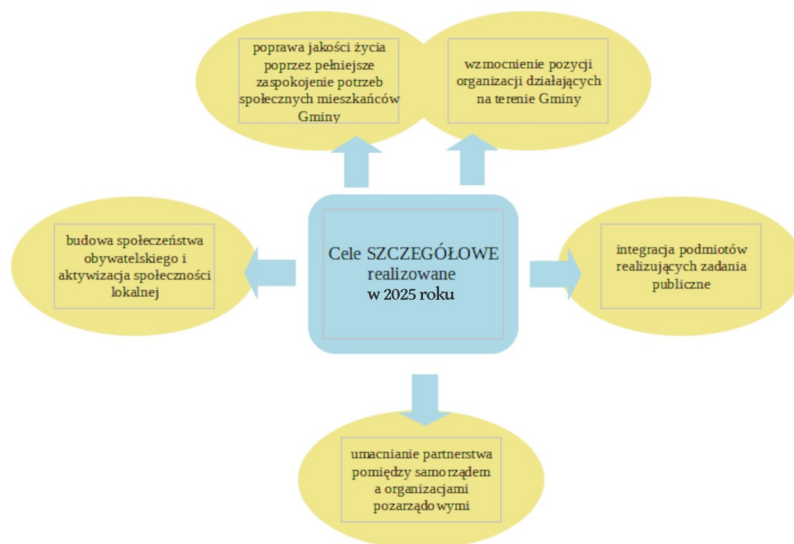 poprawa jakości życia
poprzez pełniejsze
zaspokojenie potrzeb
społecznych mieszkańców
Gminy
wzmocnienie pozycji
organizacji działających
na terenie Gminy
budowa społeczeństwa
obywatelskiego i
aktywizacja społeczności
lokalnej
Cele SZCZEGÓŁOWE
realizowane
w 2025 roku
integracja podmiotów
realizujących zadania
publiczne
umacnianie partnerstwa
pomiędzy samorządem
a organizacjami
pozarządowymi